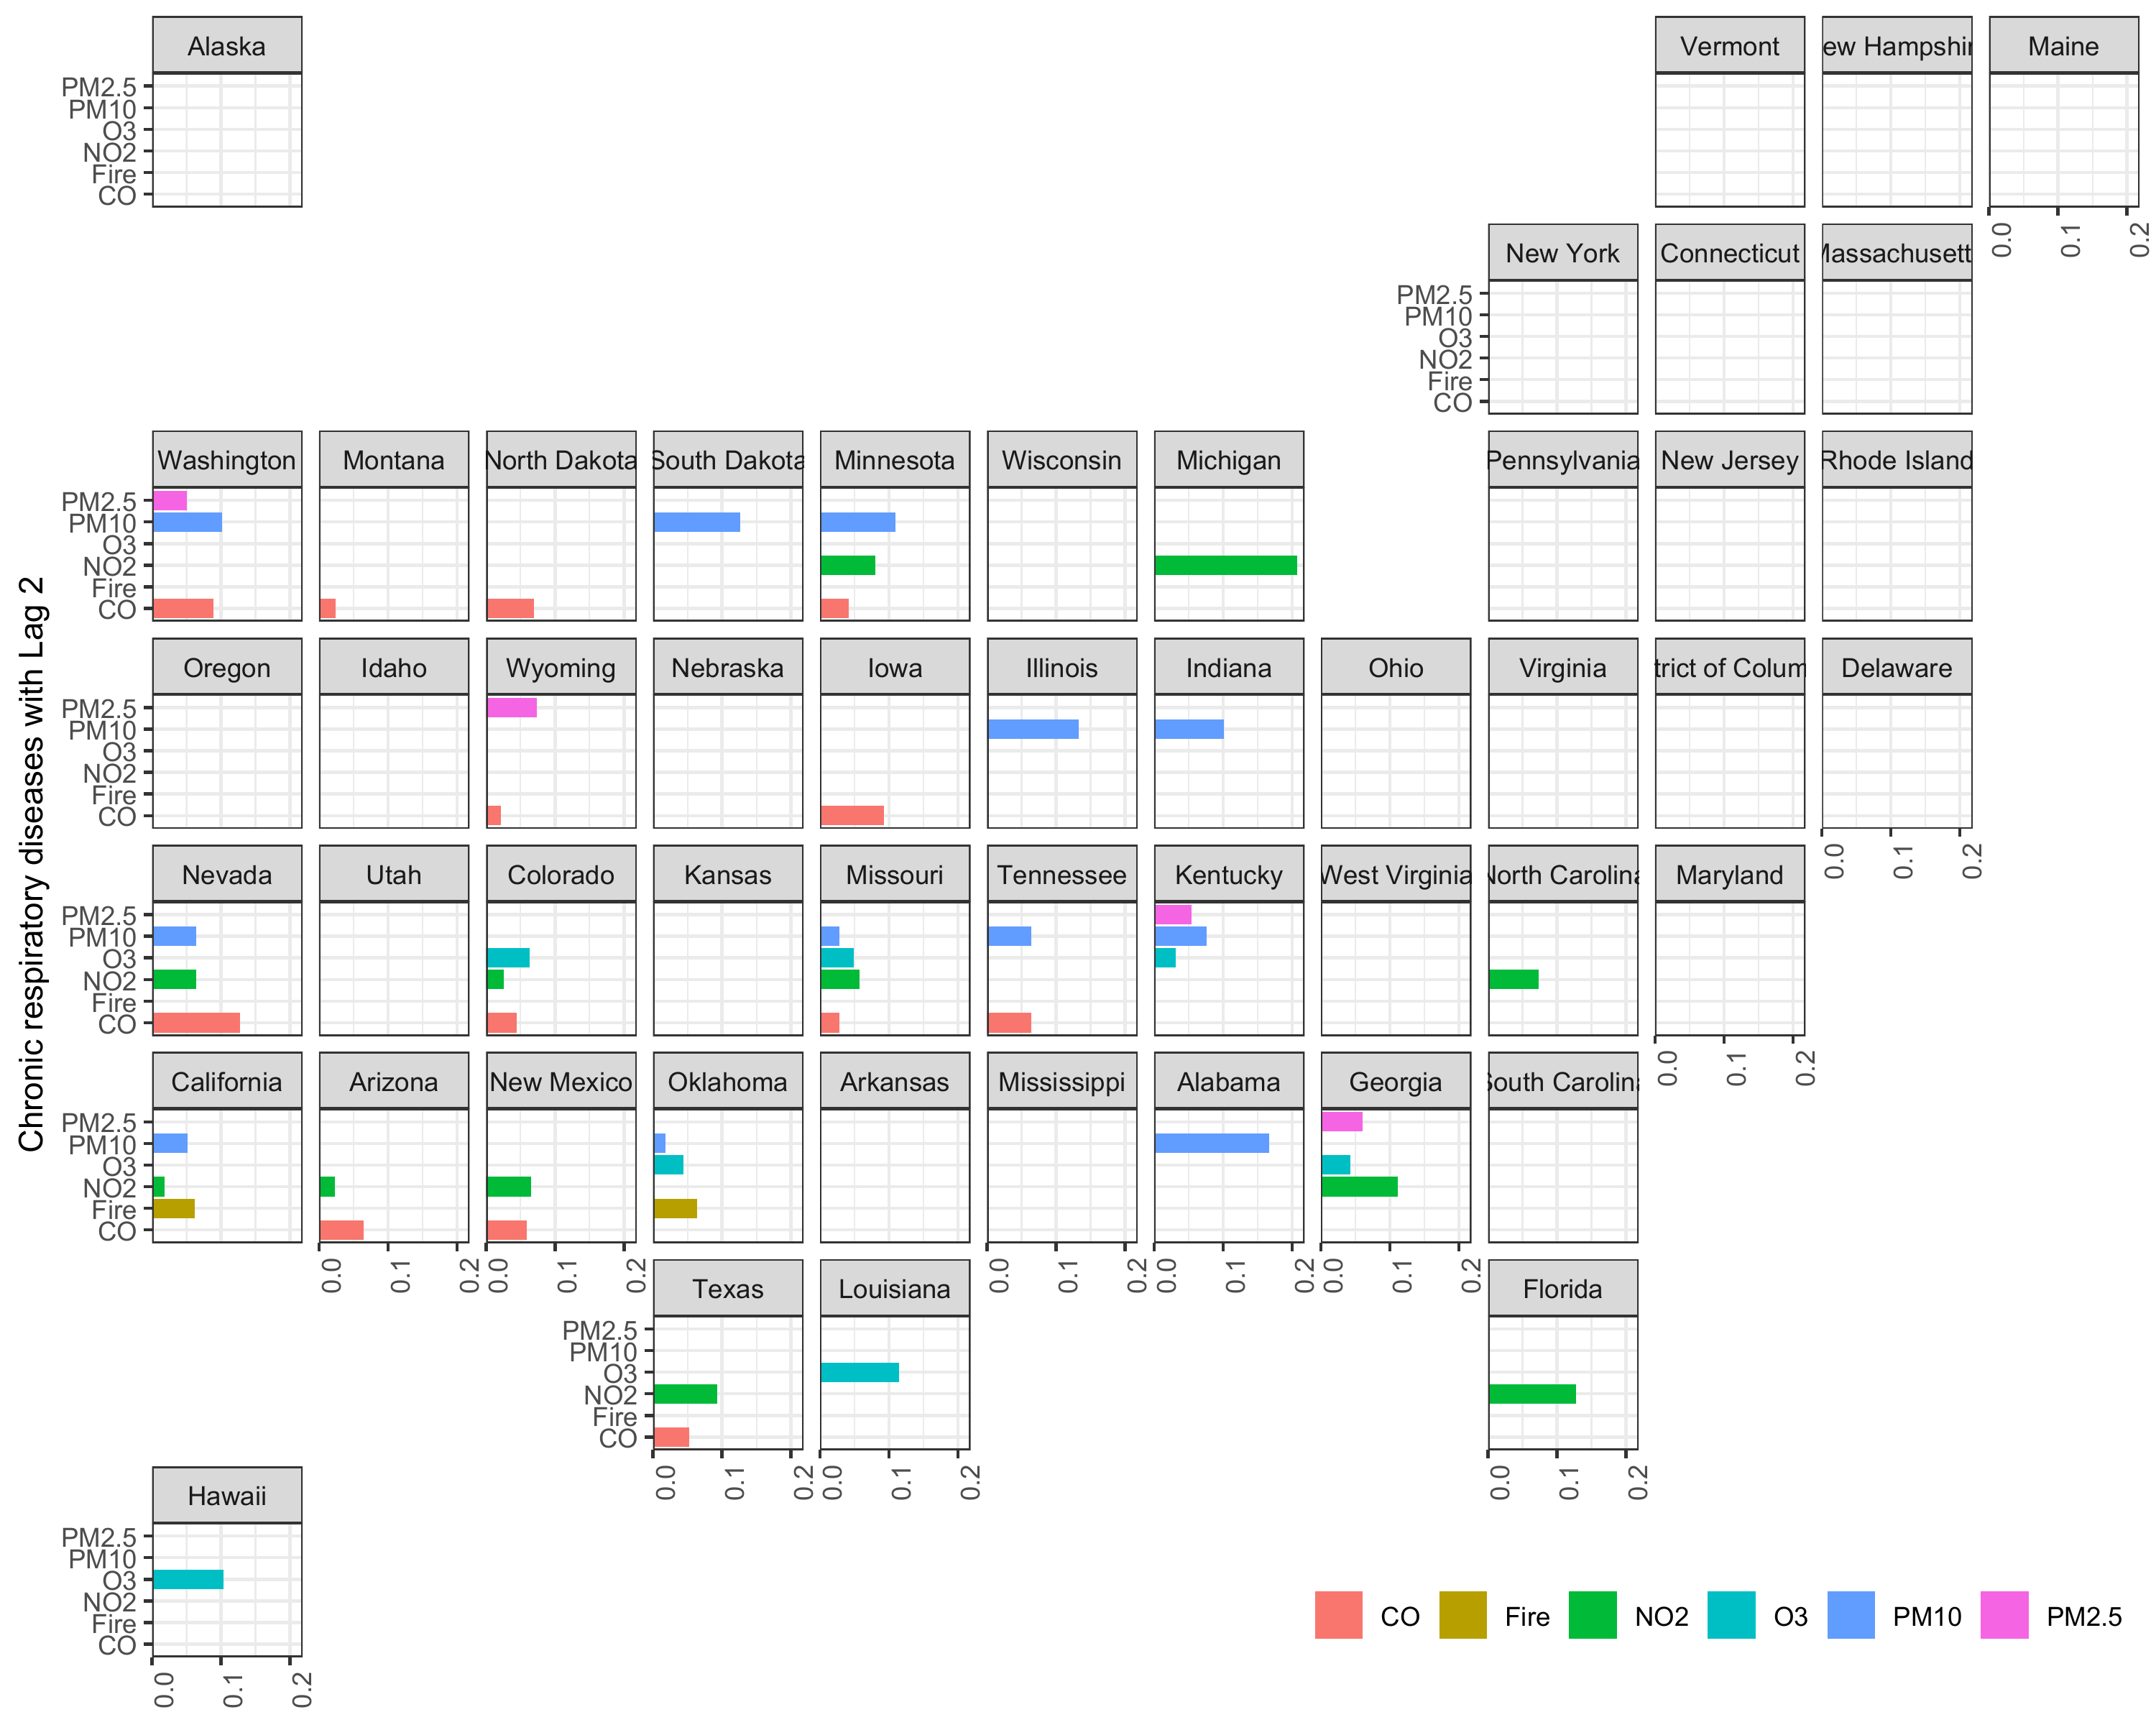 Alaska
Vermont
ew Hampshir
Maine
PM2.5
PM10
O3
NO2
Fire
CO
0.0 0.1 0.2
New York
Connecticut
Massachusett
PM2.5
PM10
O3
NO2
Fire
CO
Washington
Montana
North Dakota
South Dakota
Minnesota
Wisconsin
Michigan
Pennsylvania
New Jersey
Rhode Island
PM2.5
PM10
O3
NO2
Fire
CO
Chronic respiratory diseases with Lag 2
Oregon
Idaho
Wyoming
Nebraska
Iowa
Illinois
Indiana
Ohio
Virginia
trict of Colum
Delaware
PM2.5
PM10
O3
NO2
Fire
CO
0.0 0.1 0.2
Nevada
Utah
Colorado
Kansas
Missouri
Tennessee
Kentucky
West Virginia
North Carolina
Maryland
PM2.5
PM10
O3
NO2
Fire
CO
0.0 0.1 0.2
California
Arizona
New Mexico
Oklahoma
Arkansas
Mississippi
Alabama
Georgia
South Carolina
PM2.5
PM10
O3
NO2
Fire
CO
0.0 0.1 0.2
0.0 0.1 0.2
0.0 0.1 0.2
0.0 0.1 0.2
0.0 0.1 0.2
Texas
Louisiana
Florida
PM2.5
PM10
O3
NO2
Fire
CO
0.0 0.1 0.2
0.0 0.1 0.2
0.0 0.1 0.2
Hawaii
PM2.5
PM10
O3
NO2
Fire
CO
0.0 0.1 0.2
CO Fire NO2 O3 PM10 PM2.5